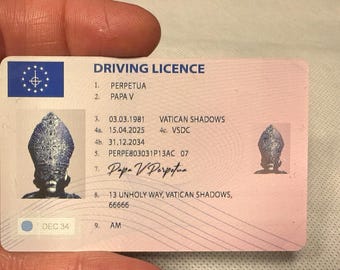 DRIVING LICENCE
1. PERPETUA
2. PAPA V
3. 03.03.1981 VATICAN SHADOWS
4a. 15.04.2025 4c. VSDC
4b. 31.12.2034
5. PERPE803031P13AC 07
7. Papa V Perpetua
8. 13 UNHOLY WAY, VATICAN SHADOWS,
66666
DEC 34
9. AM